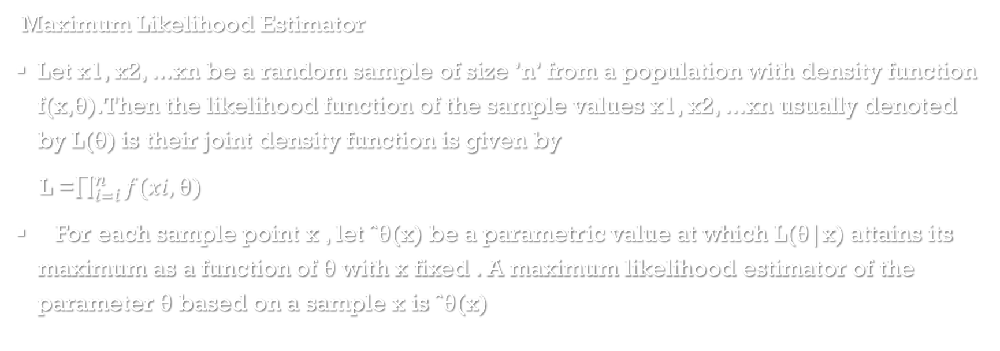 Maximum Likelihood Estimator
▪ Let x1, x2, ...xn be a random sample of size ’n’ from a population with density function
f(x,θ).Then the likelihood function of the sample values x1, x2, ...xn usually denoted
by L(θ) is their joint density function is given by
L =∏ⁿᵢ₌ᵢ f(xi, θ)
▪ For each sample point x , let ˆθ(x) be a parametric value at which L(θ|x) attains its
maximum as a function of θ with x fixed . A maximum likelihood estimator of the
parameter θ based on a sample x is ˆθ(x)